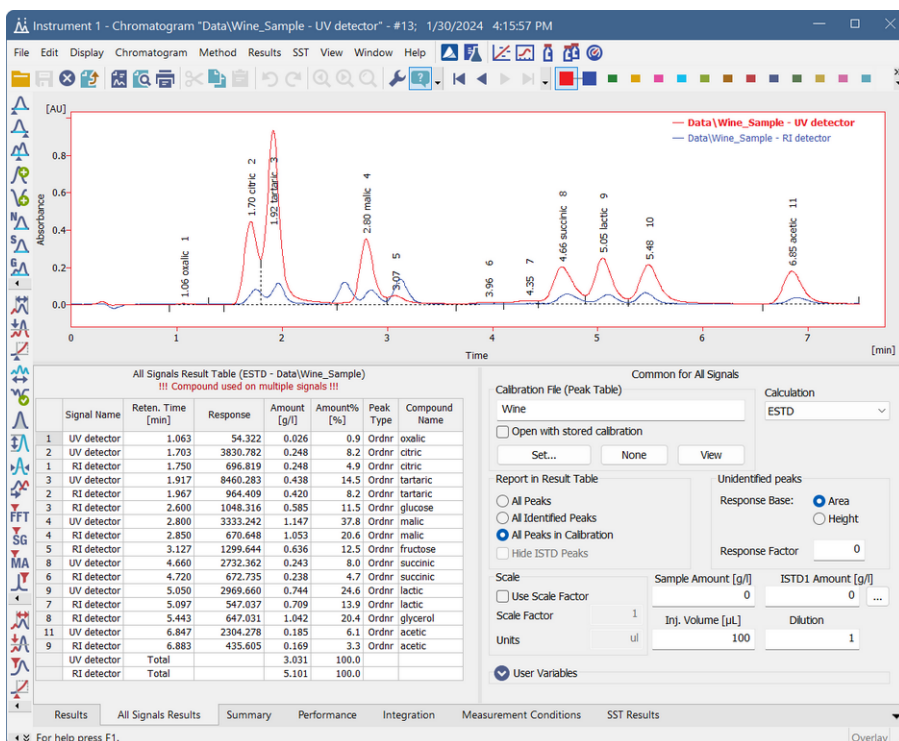 Instrument 1 - Chromatogram "Data\Wine_Sample - UV detector" - #13; 1/30/2024 4:15:57 PM
File Edit Display Chromatogram Method Results SST View Window Help
[AU]
Data\Wine_Sample - UV detector
Data\Wine_Sample - RI detector
Absorbance
0.8
0.6
0.4
0.2
0.0
1.06 oxalic 1
1.70 citric 2
1.92 tartaric 3
2.80 malic 4
3.07 5
3.96 6
4.35 7
4.66 succinic 8
5.05 lactic 9
5.48 10
6.85 acetic 11
0 1 2 3 4 5 6 7
Time
[min]
N
S
G
FFT
SG
MA
All Signals Result Table (ESTD - Data\Wine_Sample)
!!! Compound used on multiple signals !!!
Signal Name Reten. Time [min] Response Amount [g/l] Amount% [%] Peak Type Compound Name
1 UV detector 1.063 54.322 0.026 0.9 Ordnr oxalic
2 UV detector 1.703 3830.782 0.248 8.2 Ordnr citric
1 RI detector 1.750 696.819 0.248 4.9 Ordnr citric
3 UV detector 1.917 8460.283 0.438 14.5 Ordnr tartaric
2 RI detector 1.967 964.409 0.420 8.2 Ordnr tartaric
3 RI detector 2.600 1048.316 0.585 11.5 Ordnr glucose
4 UV detector 2.800 3333.242 1.147 37.8 Ordnr malic
4 RI detector 2.850 670.648 1.053 20.6 Ordnr malic
5 RI detector 3.127 1299.644 0.636 12.5 Ordnr fructose
8 UV detector 4.660 2732.362 0.243 8.0 Ordnr succinic
6 RI detector 4.720 672.735 0.238 4.7 Ordnr succinic
9 UV detector 5.050 2969.660 0.744 24.6 Ordnr lactic
7 RI detector 5.097 547.037 0.709 13.9 Ordnr lactic
8 RI detector 5.443 647.031 1.042 20.4 Ordnr glycerol
11 UV detector 6.847 2304.278 0.185 6.1 Ordnr acetic
9 RI detector 6.883 435.605 0.169 3.3 Ordnr acetic
UV detector Total 3.031 100.0
RI detector Total 5.101 100.0
Common for All Signals
Calibration File (Peak Table)
Wine
Open with stored calibration
Set... None View
Calculation
ESTD
Report in Result Table
All Peaks
All Identified Peaks
All Peaks in Calibration
Hide ISTD Peaks
Unidentified peaks
Response Base: Area
Height
Response Factor 0
Scale
Use Scale Factor
Scale Factor 1
Units ul
Sample Amount [g/l] ISTD1 Amount [g/l]
0 0 ...
Inj. Volume [µL] Dilution
100 1
User Variables
Results All Signals Results Summary Performance Integration Measurement Conditions SST Results
For help press F1. Overlay